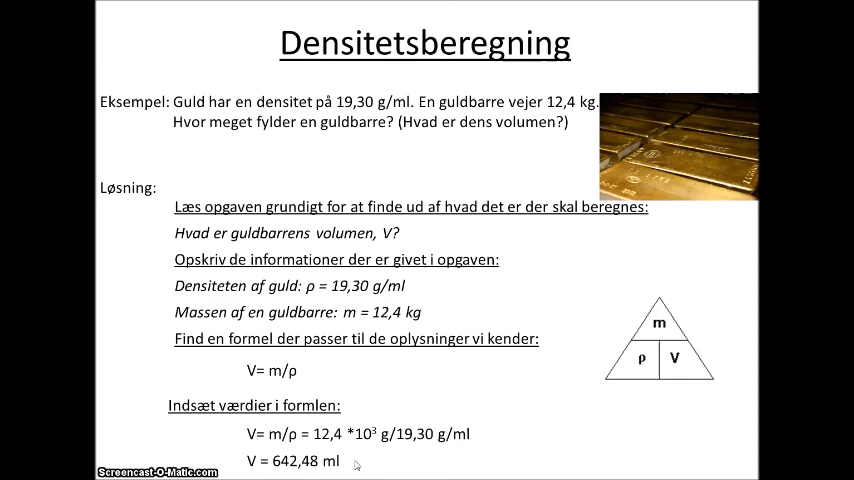 Densitetsberegning
Eksempel: Guld har en densitet på 19,30 g/ml. En guldbarre vejer 12,4 kg.
Hvor meget fylder en guldbarre? (Hvad er dens volumen?)
Løsning:
Læs opgaven grundigt for at finde ud af hvad det er der skal beregnes:
Hvad er guldbarrens volumen, V?
Opskriv de informationer der er givet i opgaven:
Densiteten af guld: ρ = 19,30 g/ml
Massen af en guldbarre: m = 12,4 kg
Find en formel der passer til de oplysninger vi kender:
m
ρ V
V= m/ρ
Indsæt værdier i formlen:
V= m/ρ = 12,4 *10³ g/19,30 g/ml
V = 642,48 ml
Screencast-O-Matic.com